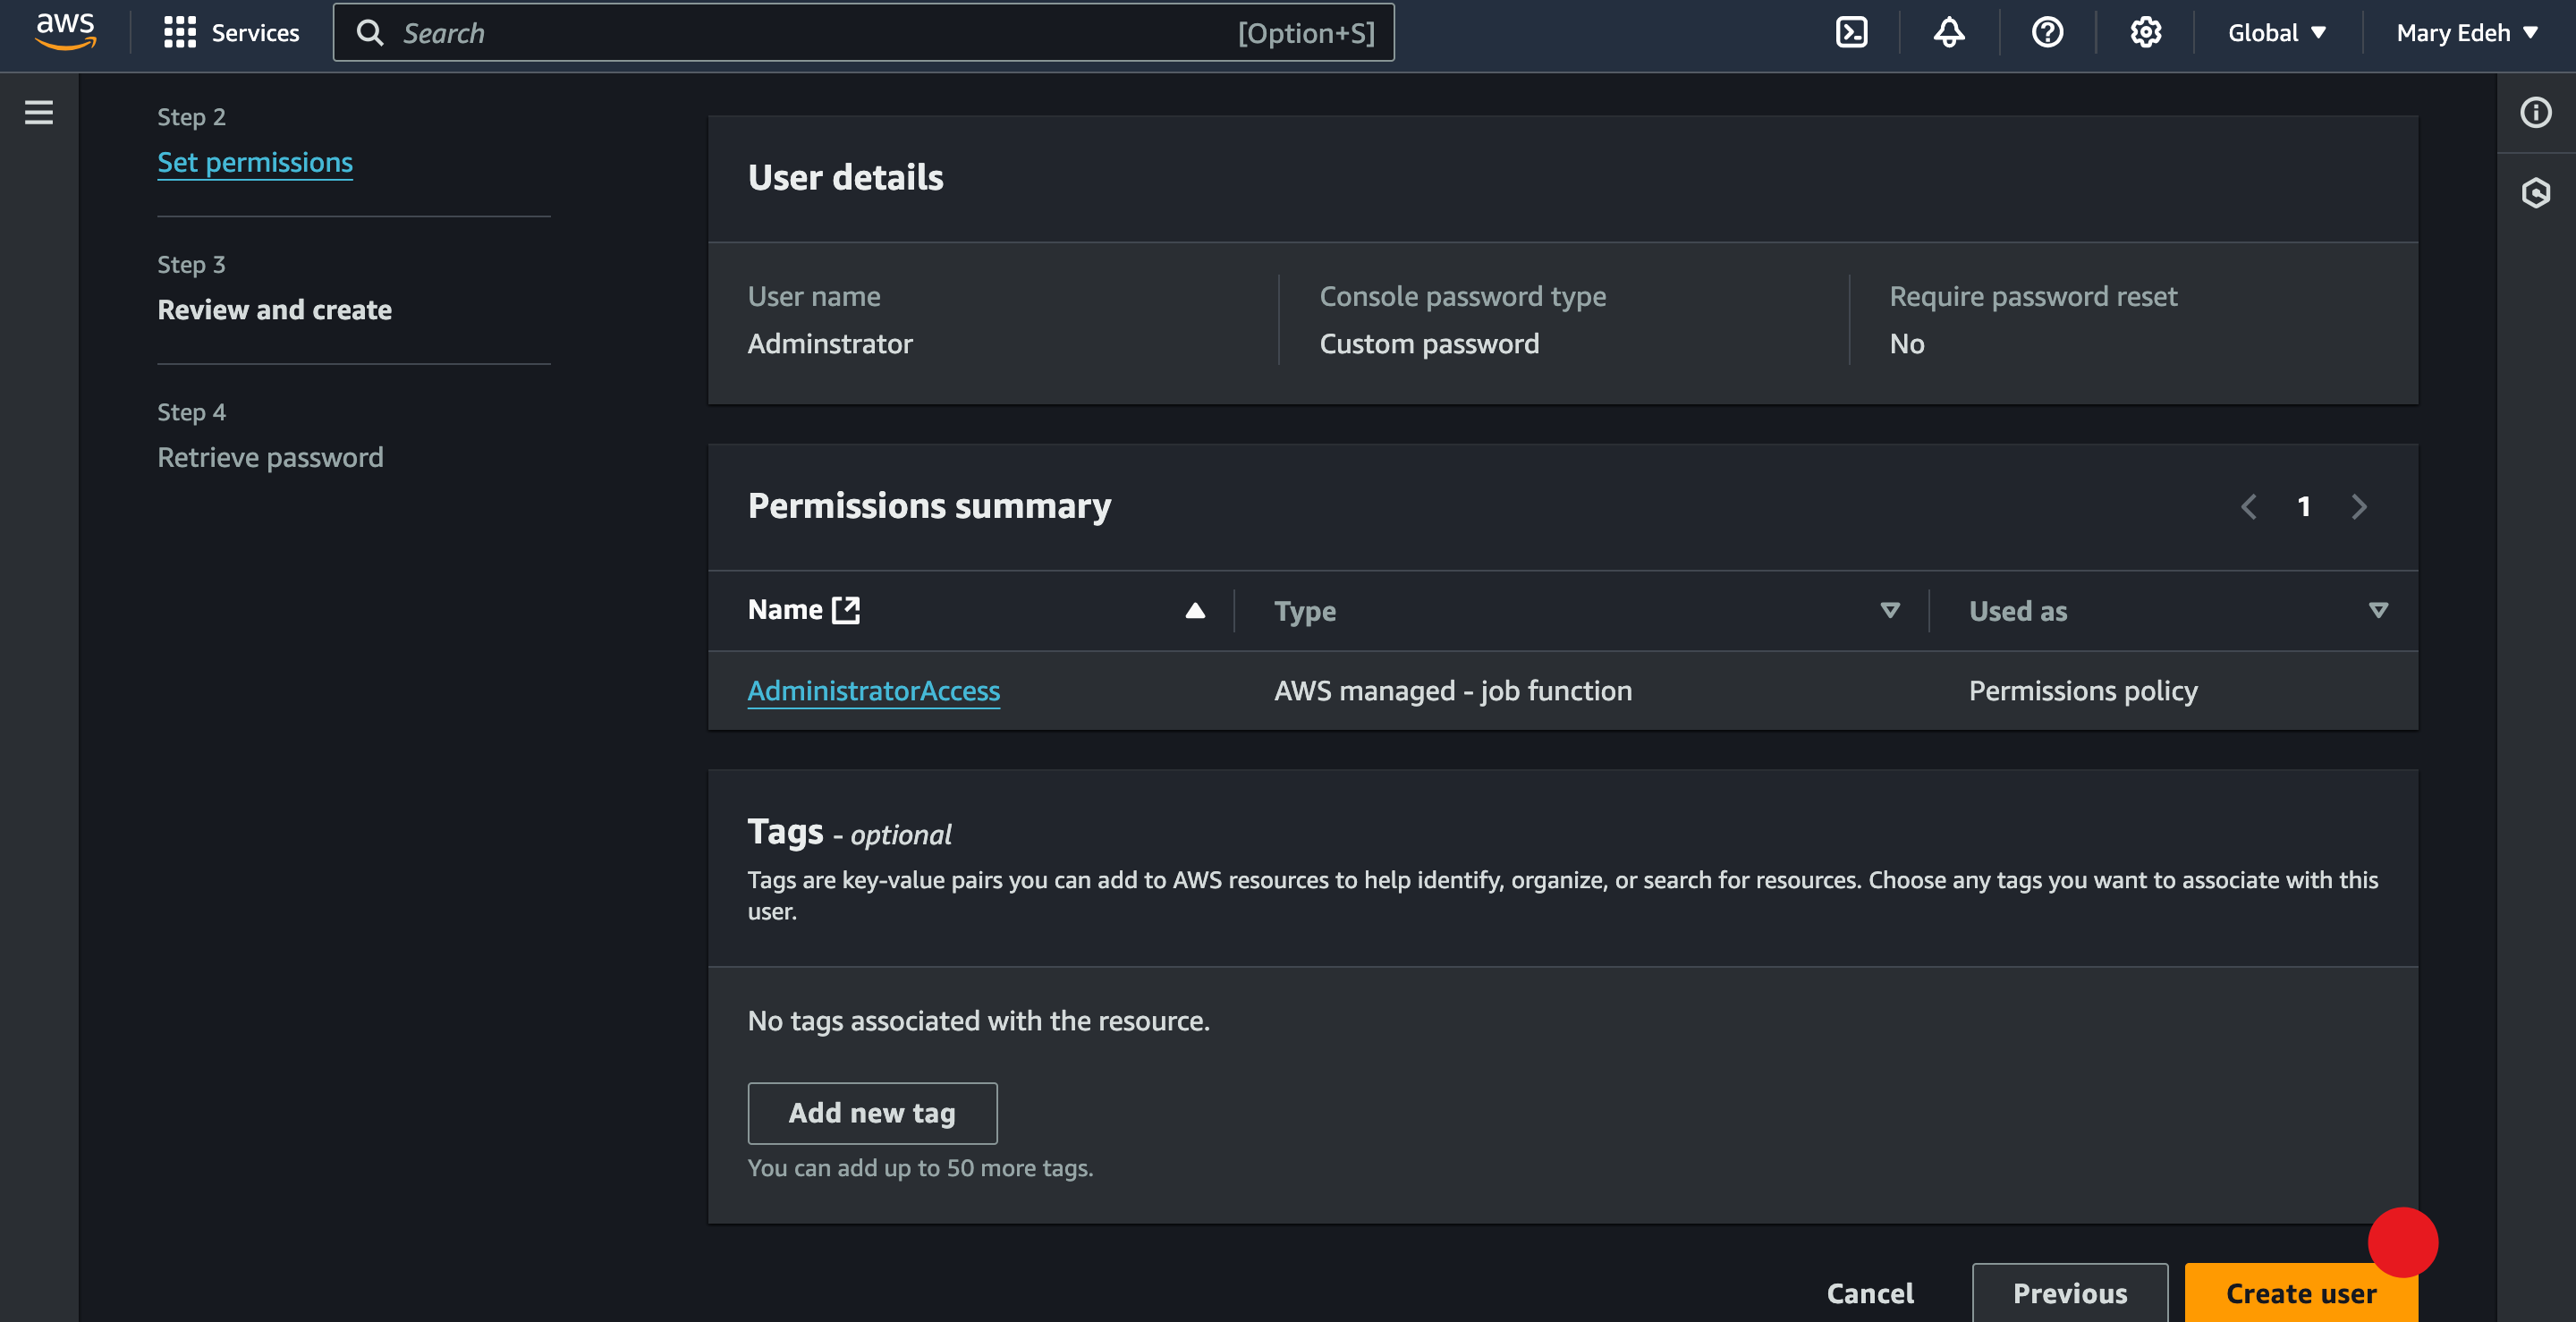 aws
Services
Search
[Option+S]
Global
Mary Edeh
Step 2
Set permissions
Step 3
Review and create
Step 4
Retrieve password
User details
User name
Adminstrator
Console password type
Custom password
Require password reset
No
Permissions summary
1
Name
Type
Used as
AdministratorAccess
AWS managed - job function
Permissions policy
Tags - optional
Tags are key-value pairs you can add to AWS resources to help identify, organize, or search for resources. Choose any tags you want to associate with this
user.
No tags associated with the resource.
Add new tag
You can add up to 50 more tags.
Cancel
Previous
Create user